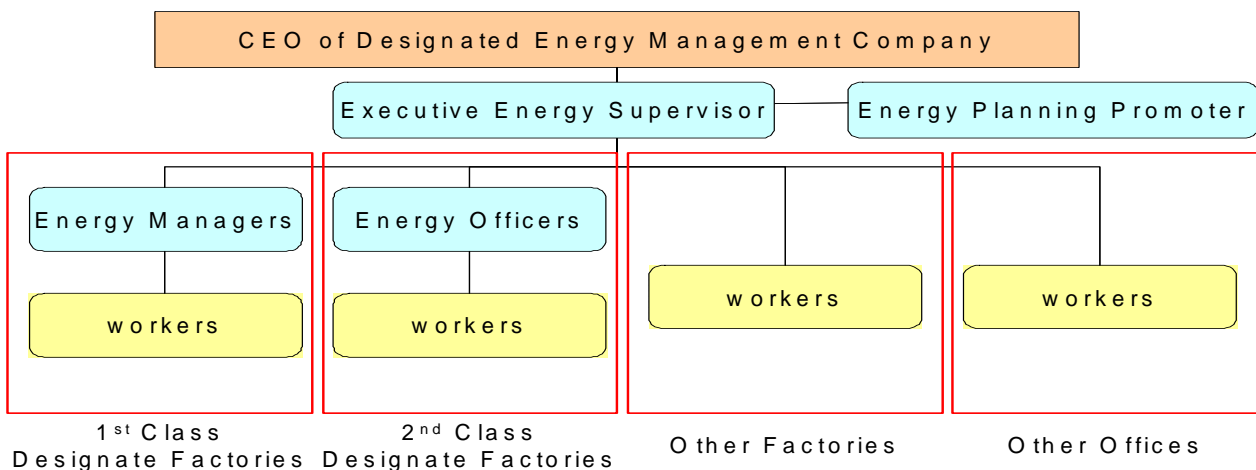 CEO of Designated Energy Management Company
Executive Energy Supervisor
Energy Planning Promoter
Energy Managers
Energy Officers
workers
workers
workers
workers
1st Class
Designate Factories
2nd Class
Designate Factories
Other Factories
Other Offices